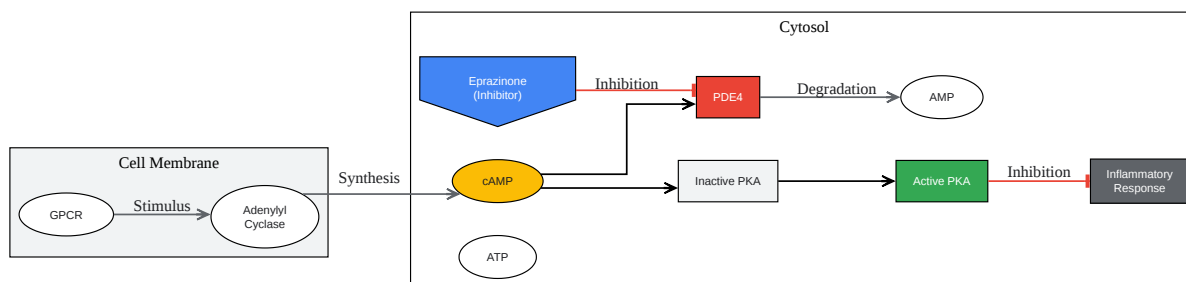 Cytosol
Eprazinone
(Inhibitor)
Inhibition
PDE4
Degradation
AMP
Cell Membrane
GPCR
Stimulus
Adenylyl
Cyclase
Synthesis
cAMP
Inactive PKA
Active PKA
Inhibition
Inflammatory
Response
ATP